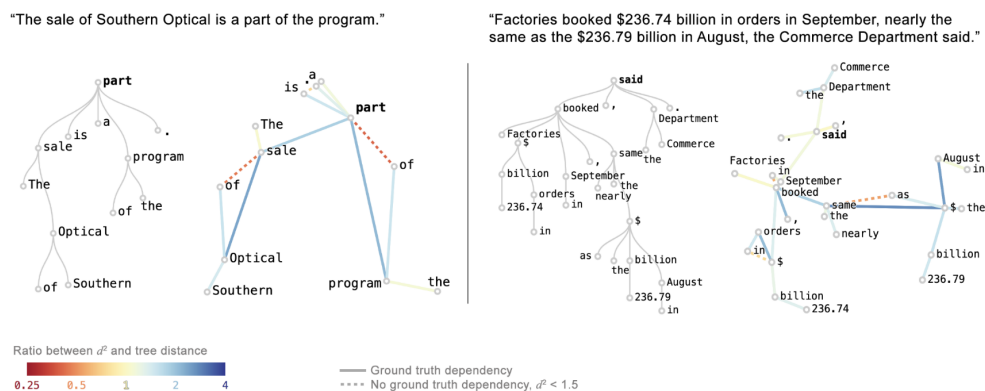 “The sale of Southern Optical is a part of the program.”
part
is
a
.
sale
program
The
of
the
Optical
of
Southern
is
.
a
part
The
sale
of
of
Optical
Southern
program
the
“Factories booked $236.74 billion in orders in September, nearly the
same as the $236.79 billion in August, the Commerce Department said.”
said
booked
,
.
Department
Factories
$
same
the
Commerce
,
billion
September
the
nearly
orders
in
236.74
in
$
as
the
billion
August
236.79
in
Commerce
Department
the
,
.
said
Factories
in
September
booked
August
in
as
same
$
the
the
,
nearly
orders
in
$
billion
236.79
billion
236.74
Ratio between d² and tree distance
0.25 0.5 1 2 4
Ground truth dependency
No ground truth dependency, d² < 1.5